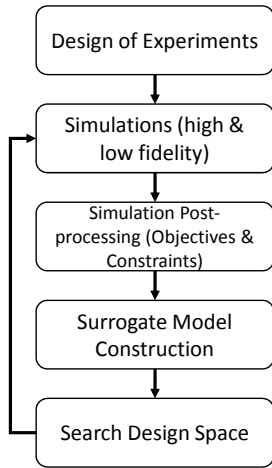 Design of Experiments
Simulations (high &
low fidelity)
Simulation Post-
processing (Objectives &
Constraints)
Surrogate Model
Construction
Search Design Space